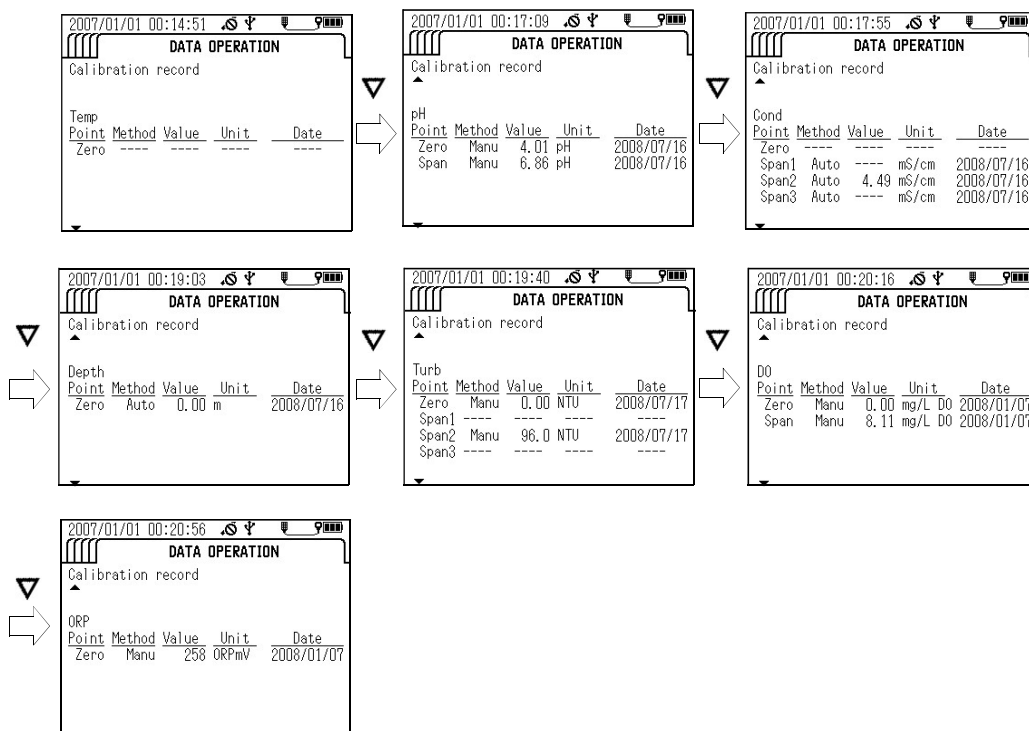 2007/01/01 00:14:51
DATA OPERATION
Calibration record
Temp
Point Method Value Unit Date
Zero ---- ---- ---- ----
2007/01/01 00:17:09
DATA OPERATION
Calibration record
pH
Point Method Value Unit Date
Zero Manu 4.01 pH 2008/07/16
Span Manu 6.86 pH 2008/07/16
2007/01/01 00:17:55
DATA OPERATION
Calibration record
Cond
Point Method Value Unit Date
Zero ---- ---- ---- ----
Span1 Auto ---- mS/cm 2008/07/16
Span2 Auto 4.49 mS/cm 2008/07/16
Span3 Auto ---- mS/cm 2008/07/16
2007/01/01 00:19:03
DATA OPERATION
Calibration record
Depth
Point Method Value Unit Date
Zero Auto 0.00 m 2008/07/16
2007/01/01 00:19:40
DATA OPERATION
Calibration record
Turb
Point Method Value Unit Date
Zero Manu 0.00 NTU 2008/07/17
Span1 ---- ---- ---- ----
Span2 Manu 96.0 NTU 2008/07/17
Span3 ---- ---- ---- ----
2007/01/01 00:20:16
DATA OPERATION
Calibration record
DO
Point Method Value Unit Date
Zero Manu 0.00 mg/L DO 2008/01/07
Span Manu 8.11 mg/L DO 2008/01/07
2007/01/01 00:20:56
DATA OPERATION
Calibration record
ORP
Point Method Value Unit Date
Zero Manu 258 ORPmV 2008/01/07